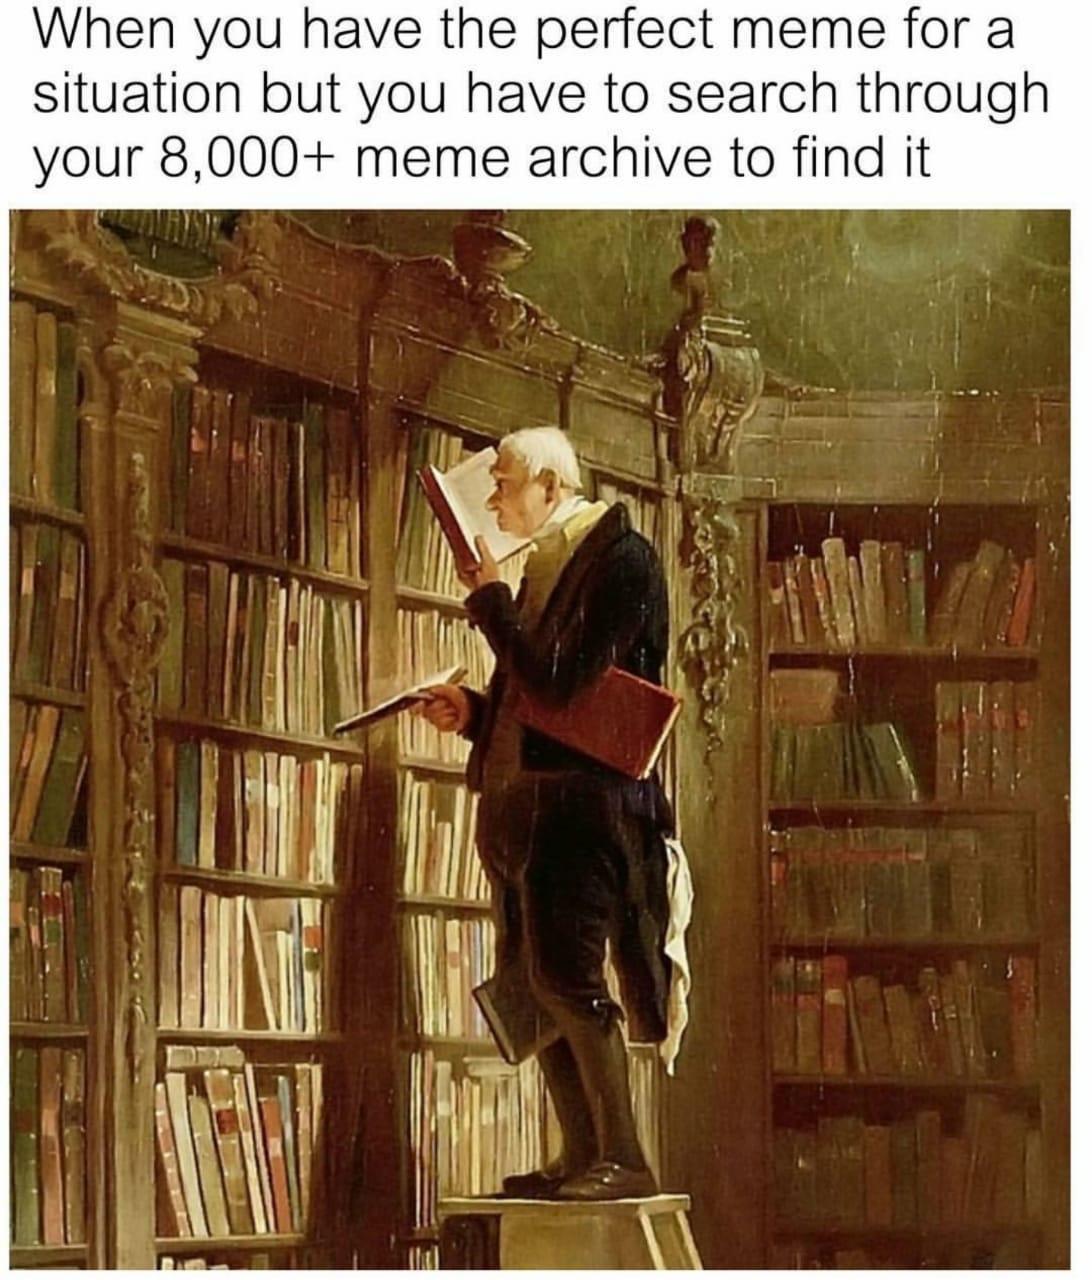 When you have the perfect meme for a
situation but you have to search through
your 8,000+ meme archive to find it